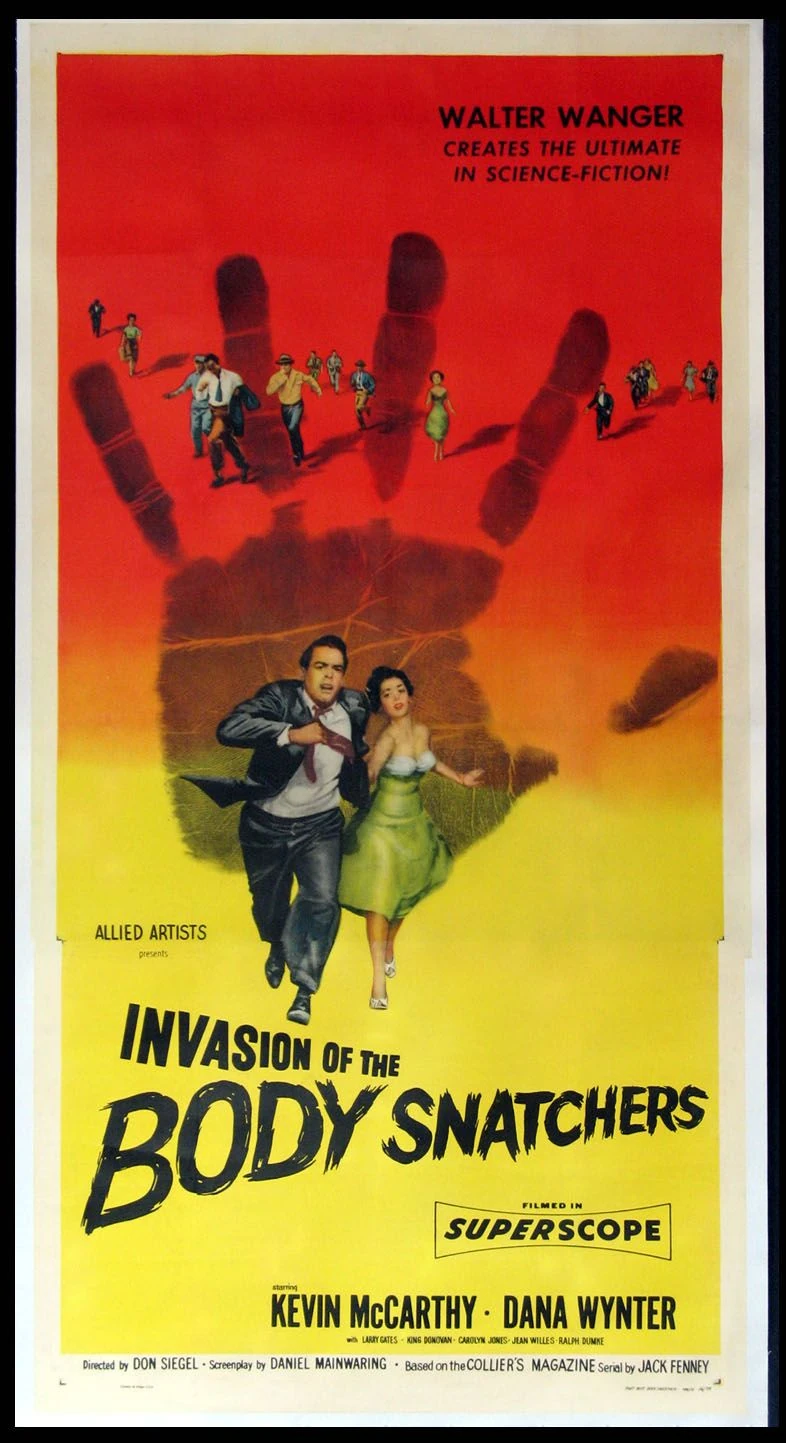 WALTER WANGER
CREATES THE ULTIMATE
IN SCIENCE-FICTION!
ALLIED ARTISTS
presents
INVASION OF THE
BODY SNATCHERS
FILMED IN
SUPERSCOPE
starring
KEVIN McCARTHY · DANA WYNTER
with LARRY GATES · KING DONOVAN · CAROLYN JONES · JEAN WILLES · RALPH DUMKE
Directed by DON SIEGEL · Screenplay by DANIEL MAINWARING · Based on the COLLIER'S MAGAZINE Serial by JACK FENNEY